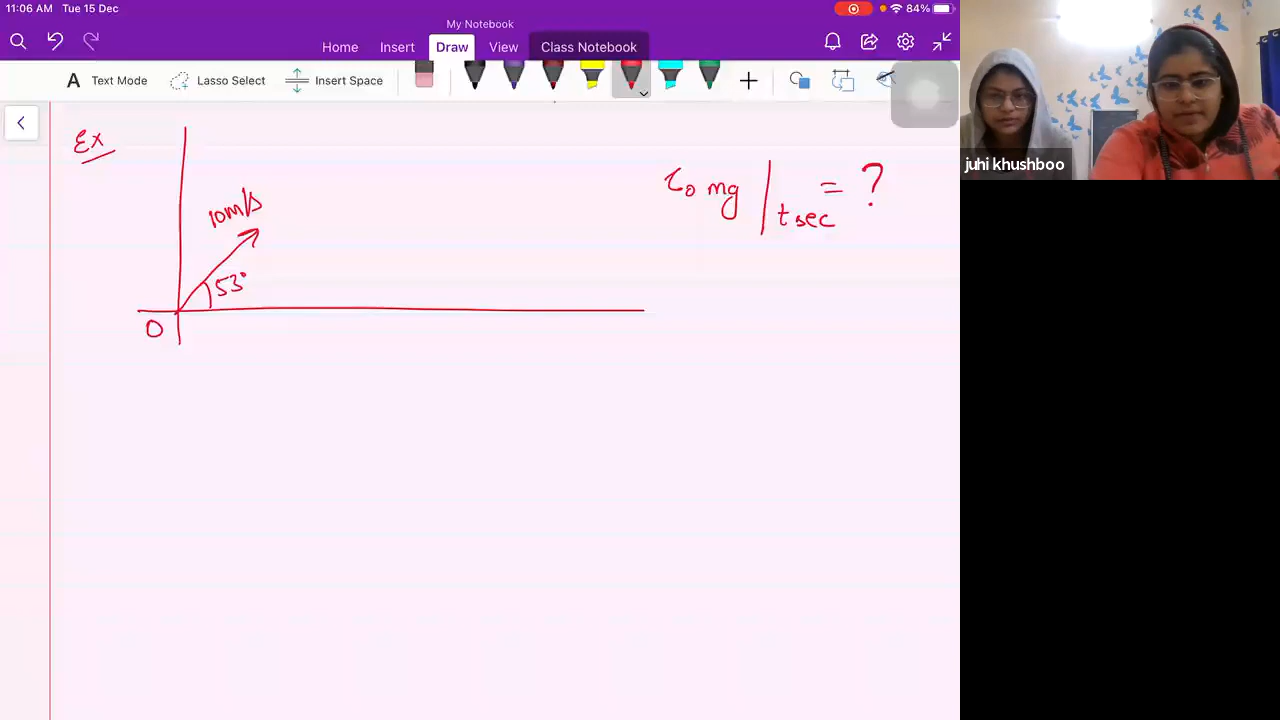 11:06 AM Tue 15 Dec
84%
My Notebook
Home Insert Draw View Class Notebook
Text Mode Lasso Select Insert Space
Ex
10m/s
53°
O
τ₀ mg | t sec = ?
juhi khushboo